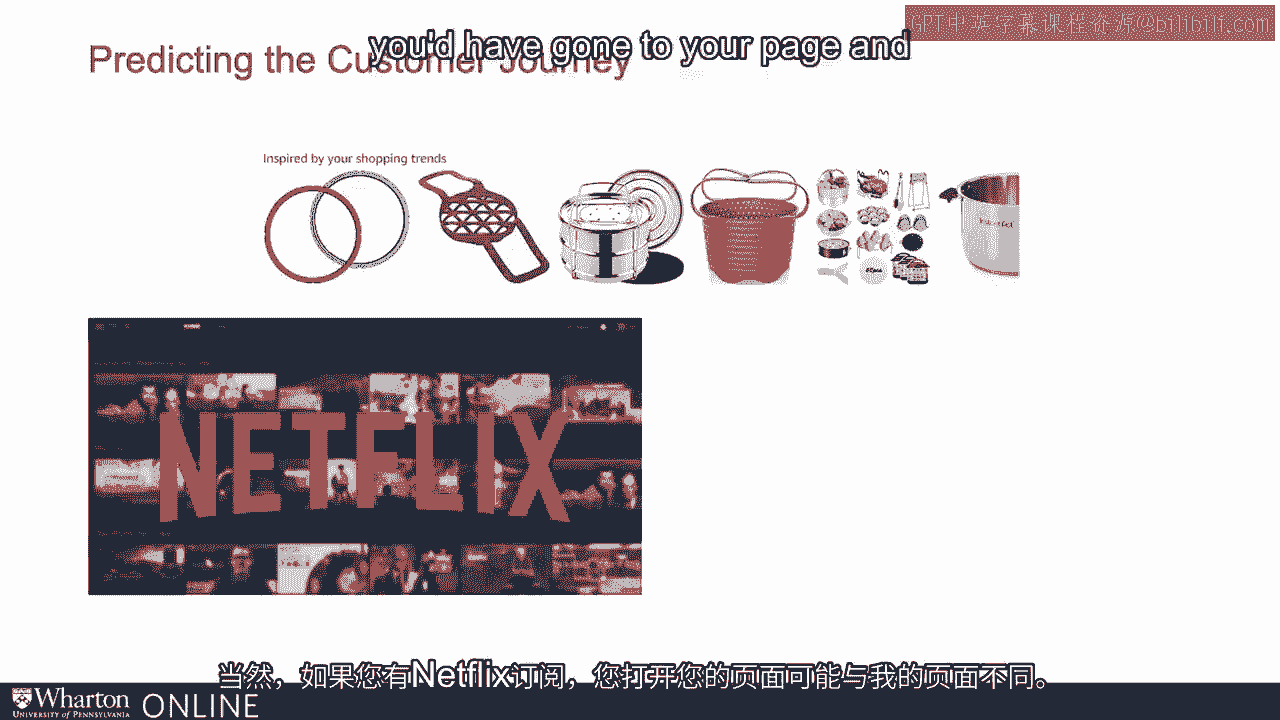 GPT中英字幕课程资源@bilibili.com
you'd have gone to your page and
Predicting the Customer Journey
Inspired by your shopping trends
NETFLIX
当然，如果您有Netflix订阅，您打开您的页面可能与我的页面不同。
Wharton ONLINE
UNIVERSITY of PENNSYLVANIA